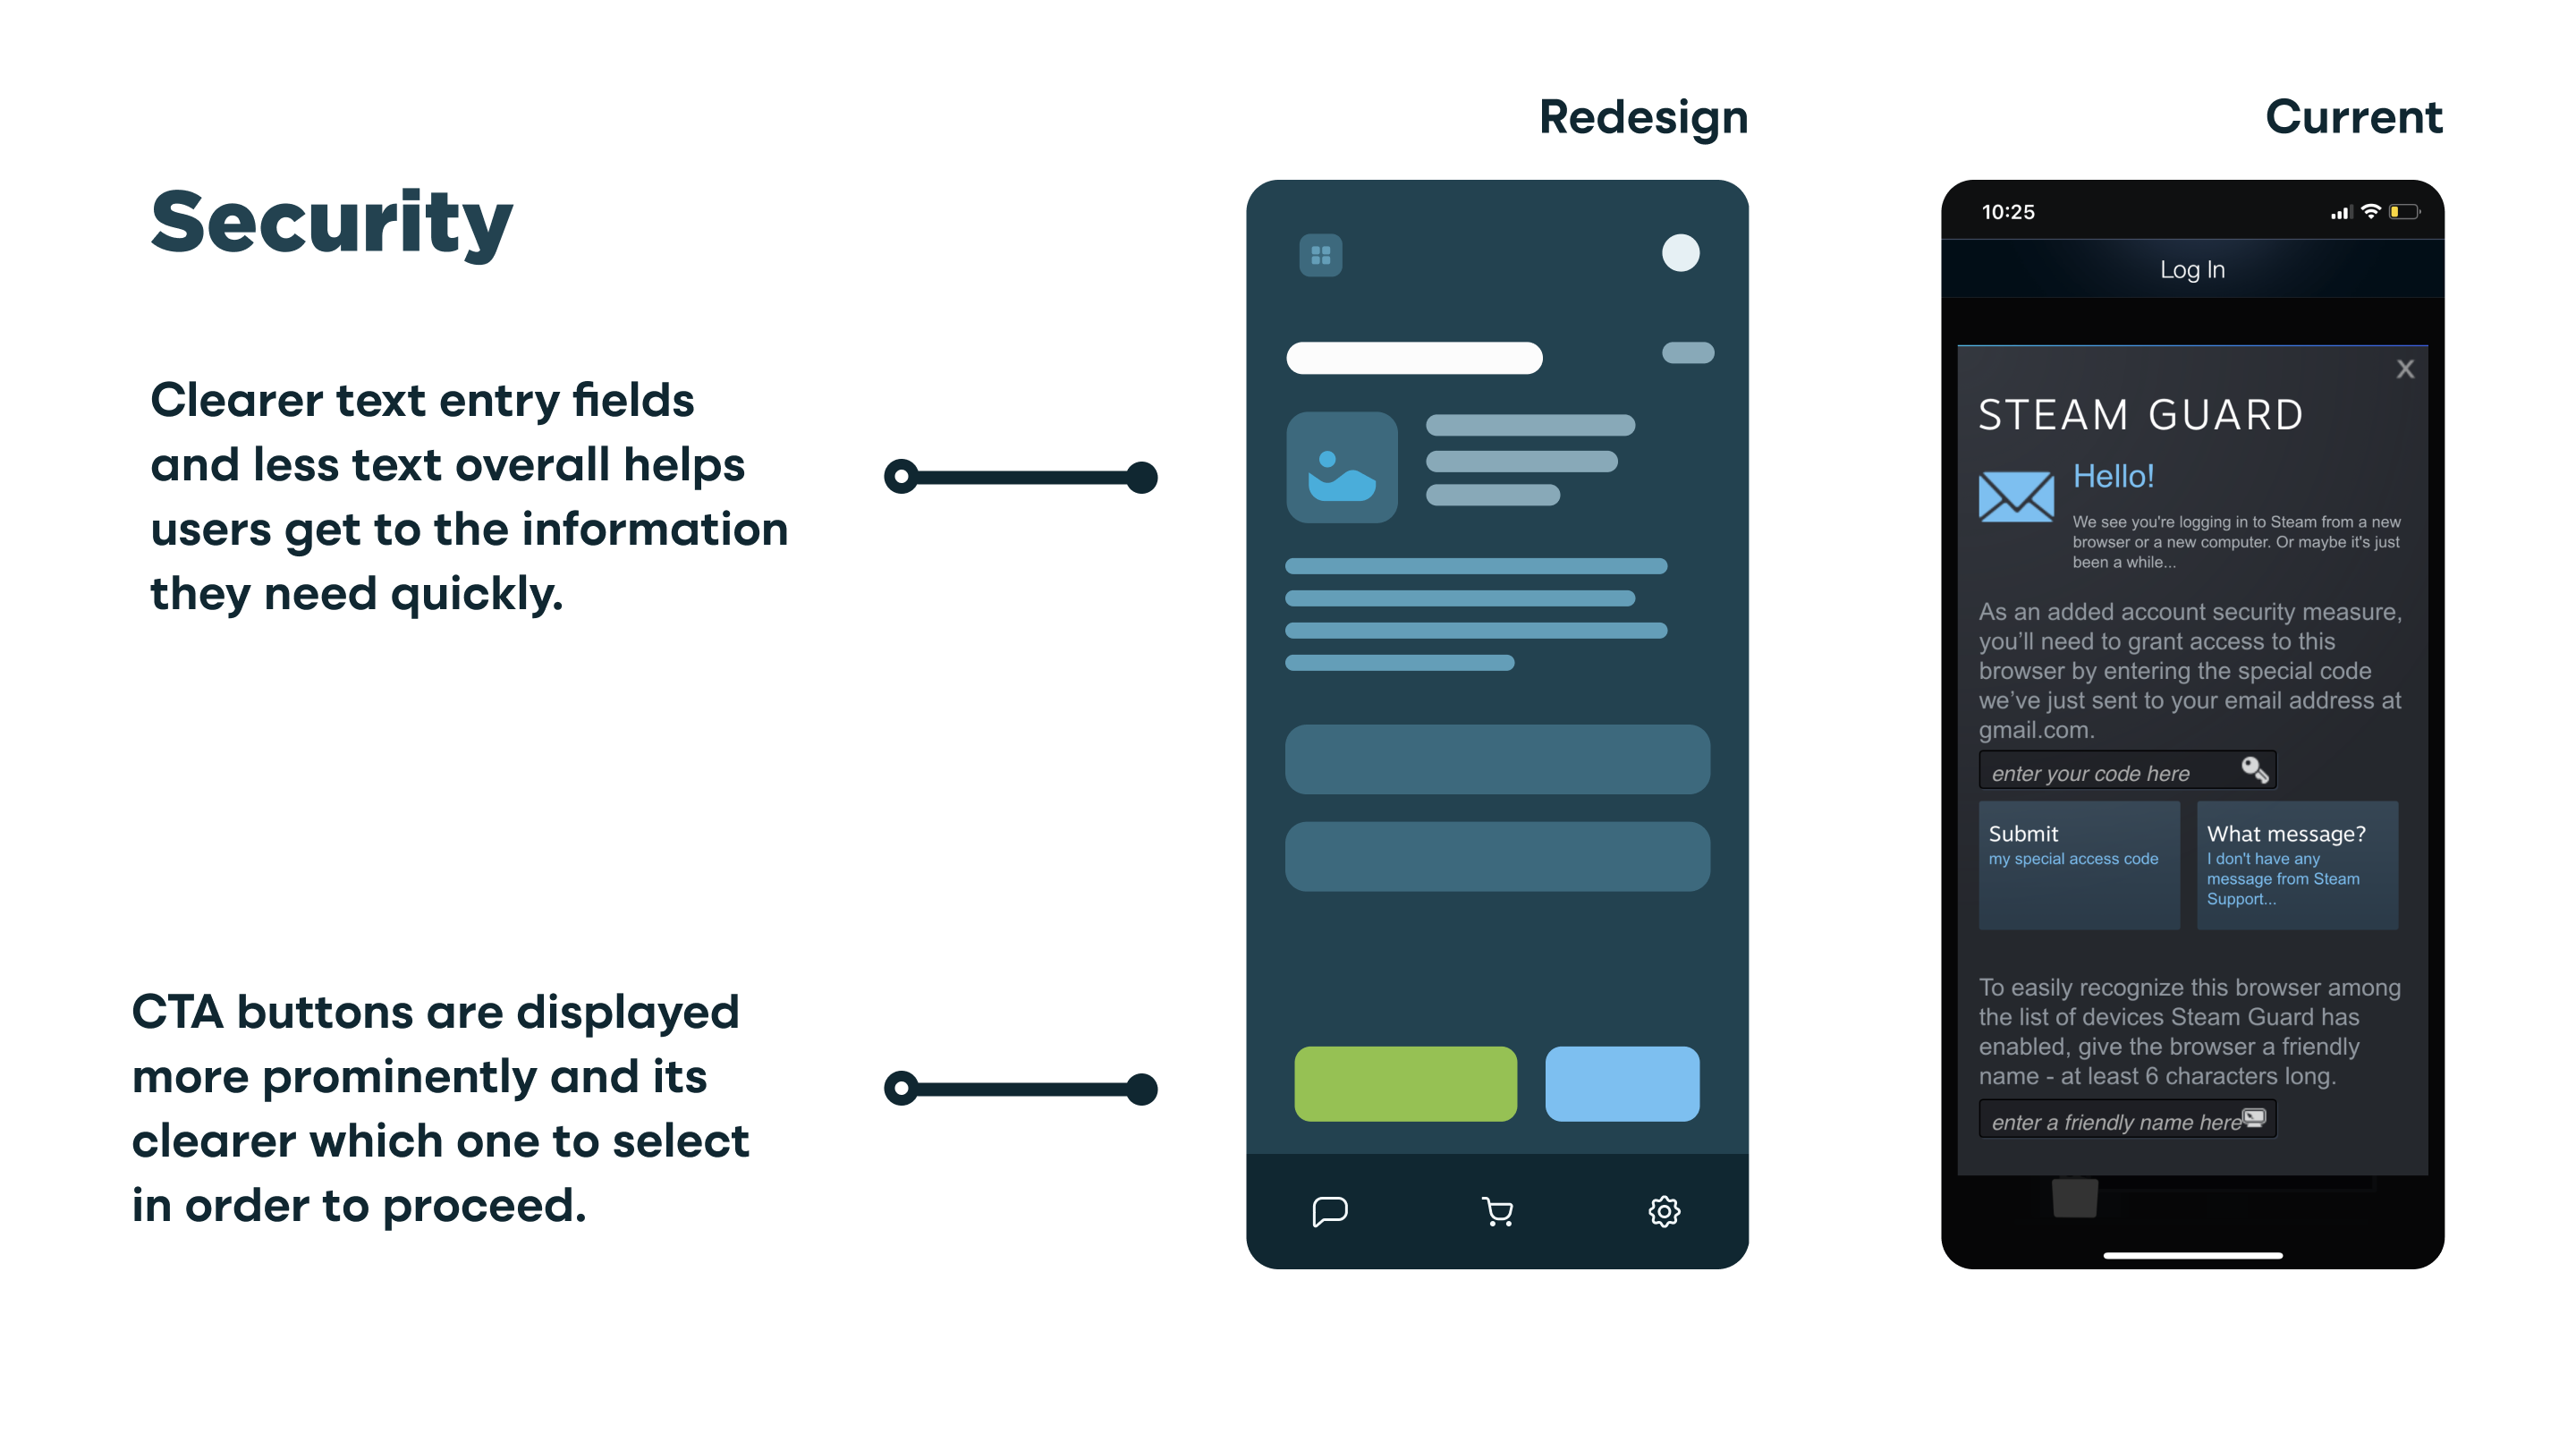 Redesign
Current
Security
Clearer text entry fields
and less text overall helps
users get to the information
they need quickly.
CTA buttons are displayed
more prominently and its
clearer which one to select
in order to proceed.
10:25
Log In
X
STEAM GUARD
Hello!
We see you're logging in to Steam from a new
browser or a new computer. Or maybe it's just
been a while...
As an added account security measure,
you’ll need to grant access to this
browser by entering the special code
we’ve just sent to your email address at
gmail.com.
enter your code here
Submit
my special access code
What message?
I don't have any
message from Steam
Support...
To easily recognize this browser among
the list of devices Steam Guard has
enabled, give the browser a friendly
name - at least 6 characters long.
enter a friendly name here